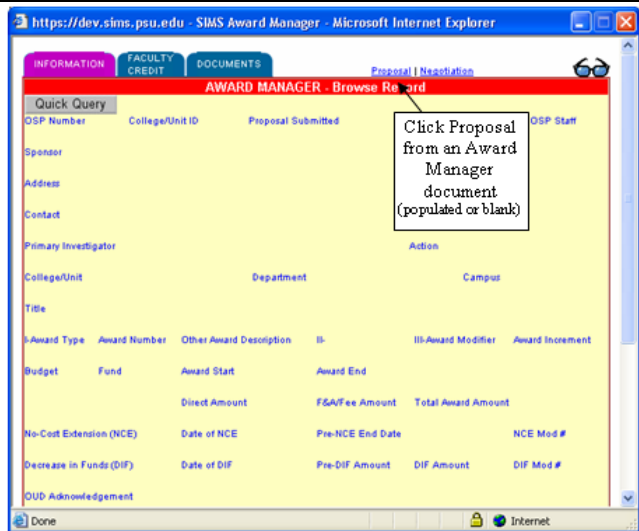 https://dev.sims.psu.edu - SIMS Award Manager - Microsoft Internet Explorer
INFORMATION FACULTY CREDIT DOCUMENTS
Proposal | Negotiation
AWARD MANAGER - Browse Record
Quick Query
OSP Number College/Unit ID Proposal Submitted OSP Staff
Click Proposal
from an Award
Manager
document
(populated or blank)
Sponsor
Address
Contact
Primary Investigator Action
College/Unit Department Campus
Title
I-Award Type Award Number Other Award Description II- III-Award Modifier Award Increment
Budget Fund Award Start Award End
Direct Amount F&A/Fee Amount Total Award Amount
No-Cost Extension (NCE) Date of NCE Pre-NCE End Date NCE Mod #
Decrease in Funds (DIF) Date of DIF Pre-DIF Amount DIF Amount DIF Mod #
OUD Acknowledgement
Done Internet